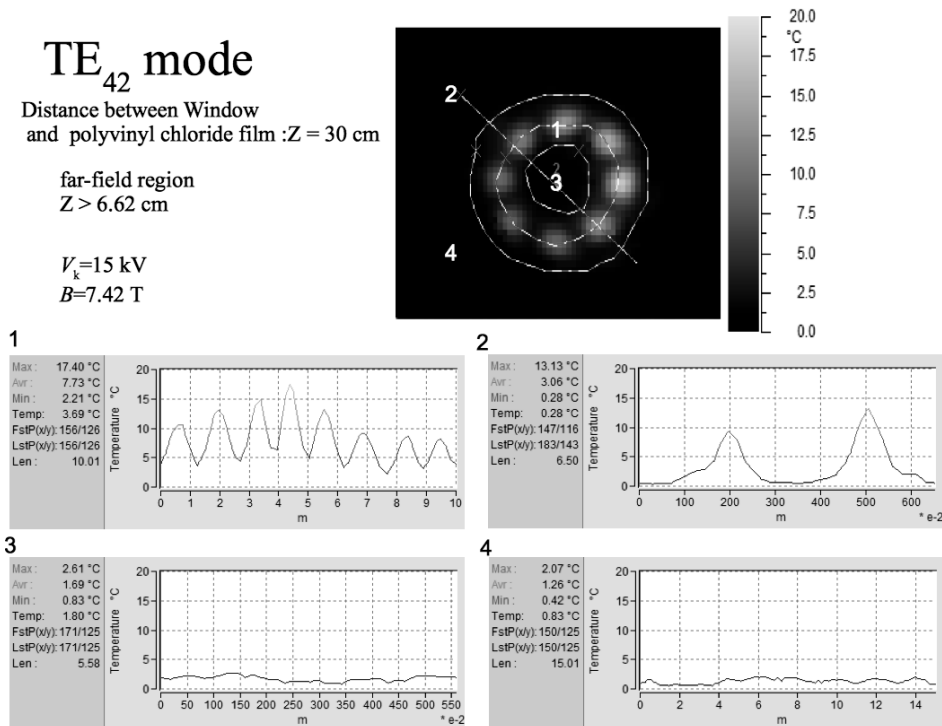 TE42 mode
Distance between Window
and polyvinyl chloride film :Z = 30 cm
far-field region
Z > 6.62 cm
Vk=15 kV
B=7.42 T
2
1
2
3
4
20.0
°C
17.5
15.0
12.5
10.0
7.5
5.0
2.5
0.0
1
Max : 17.40 °C
Avr : 7.73 °C
Min : 2.21 °C
Temp: 3.69 °C
FstP(x/y): 156/126
LstP(x/y): 156/126
Len : 10.01
Temperature °C
20
15
10
5
0
0 1 2 3 4 5 6 7 8 9 10
m
2
Max : 13.13 °C
Avr : 3.06 °C
Min : 0.28 °C
Temp: 0.28 °C
FstP(x/y): 147/116
LstP(x/y): 183/143
Len : 6.50
Temperature °C
20
15
10
5
0
0 100 200 300 400 500 600
m * e-2
3
Max : 2.61 °C
Avr : 1.69 °C
Min : 0.83 °C
Temp: 1.80 °C
FstP(x/y): 171/125
LstP(x/y): 171/125
Len : 5.58
Temperature °C
20
15
10
5
0
0 50 100 150 200 250 300 350 400 450 500 550
m * e-2
4
Max : 2.07 °C
Avr : 1.26 °C
Min : 0.42 °C
Temp: 0.83 °C
FstP(x/y): 150/125
LstP(x/y): 150/125
Len : 15.01
Temperature °C
20
15
10
5
0
0 2 4 6 8 10 12 14
m